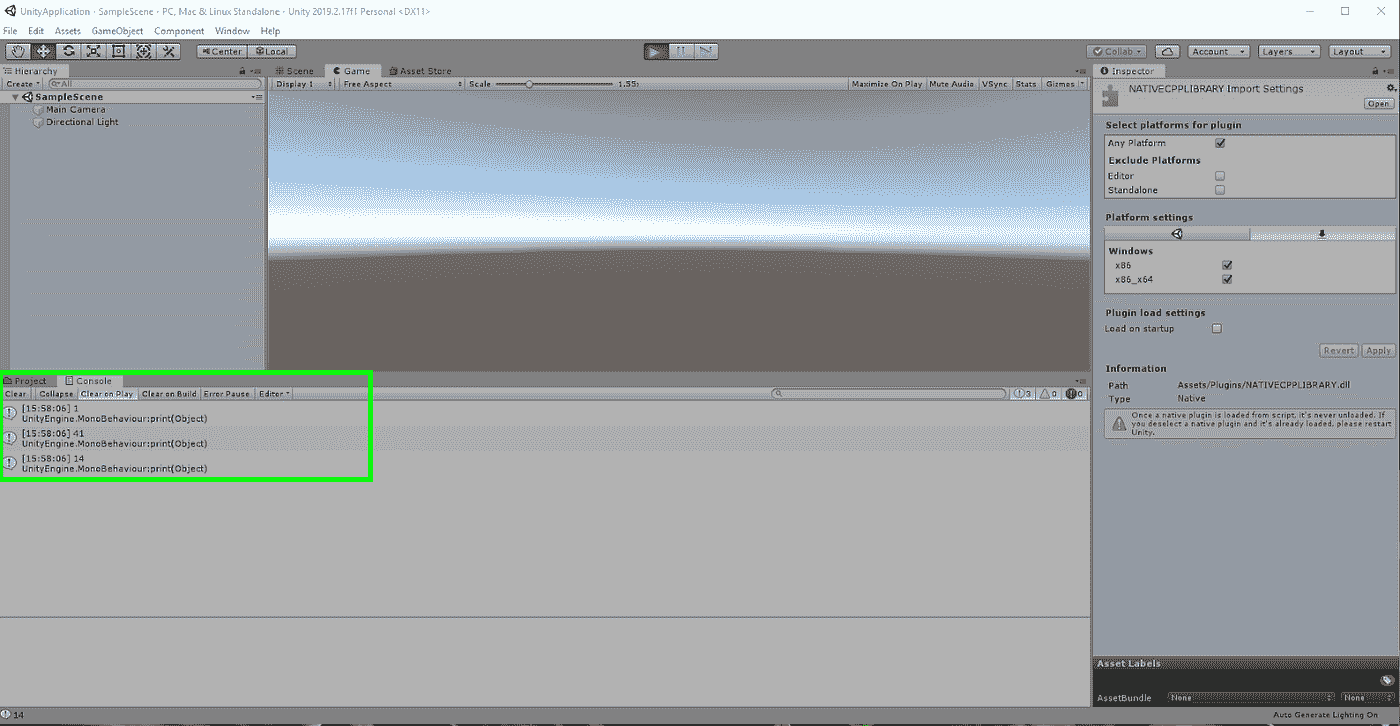 UnityApplication - SampleScene - PC, Mac & Linux Standalone - Unity 2019.2.17f1 Personal <DX11>
File Edit Assets GameObject Component Window Help
Center Local Collab Account Layers Layout
Hierarchy
Create All
SampleScene
Main Camera
Directional Light
Scene Game Asset Store
Display 1 Free Aspect Scale 1.55: Maximize On Play Mute Audio VSync Stats Gizmos
Inspector
NATIVECPPLIBRARY Import Settings
Open
Select platforms for plugin
Any Platform
Exclude Platforms
Editor
Standalone
Platform settings
Windows
x86
x86_x64
Plugin load settings
Load on startup
Revert Apply
Information
Path Assets/Plugins/NATIVECPPLIBRARY.dll
Type Native
Once a native plugin is loaded from script, it's never unloaded. If
you deselect a native plugin and it's already loaded, please restart
Unity.
Project Console
Clear Collapse Clear on Play Clear on Build Error Pause Editor 3 0 0
[15:58:06] 1
UnityEngine.MonoBehaviour:print(Object)
[15:58:06] 41
UnityEngine.MonoBehaviour:print(Object)
[15:58:06] 14
UnityEngine.MonoBehaviour:print(Object)
Asset Labels
AssetBundle None None
14
Auto Generate Lighting On